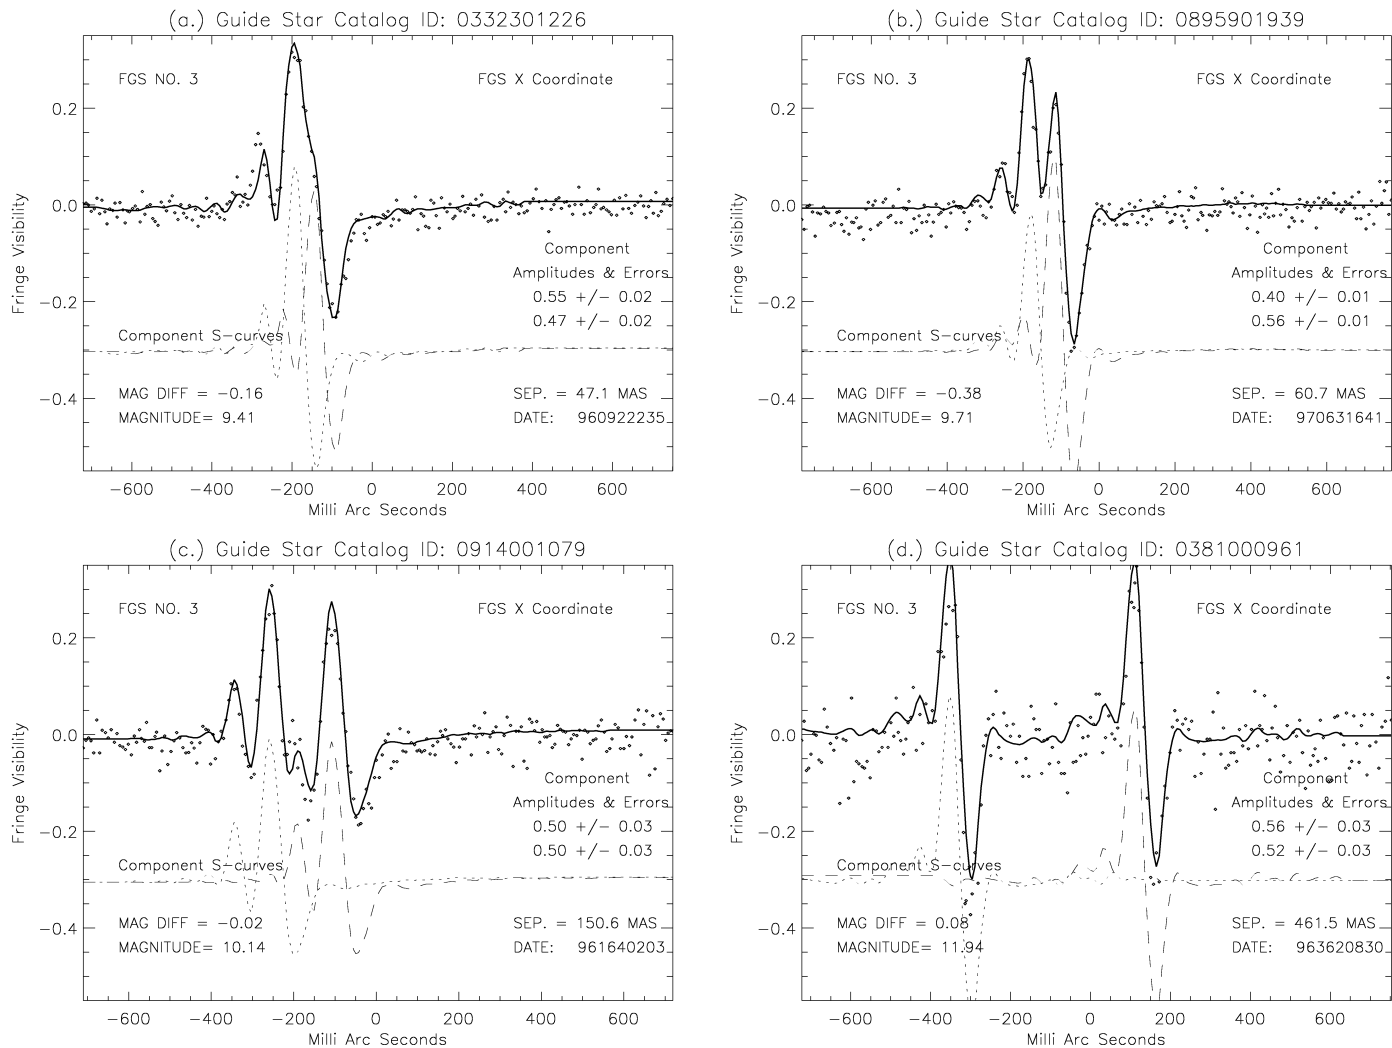 (a.) Guide Star Catalog ID: 0332301226
FGS NO. 3
FGS X Coordinate
0.2
0.0
−0.2
−0.4
Fringe Visibility
Component
Amplitudes & Errors
0.55 +/− 0.02
0.47 +/− 0.02
Component S−curves
MAG DIFF = −0.16
SEP. = 47.1 MAS
MAGNITUDE= 9.41
DATE: 960922235
−600 −400 −200 0 200 400 600
Milli Arc Seconds
(b.) Guide Star Catalog ID: 0895901939
FGS NO. 3
FGS X Coordinate
0.2
0.0
−0.2
−0.4
Fringe Visibility
Component
Amplitudes & Errors
0.40 +/− 0.01
0.56 +/− 0.01
Component S−curves
MAG DIFF = −0.38
SEP. = 60.7 MAS
MAGNITUDE= 9.71
DATE: 970631641
−600 −400 −200 0 200 400 600
Milli Arc Seconds
(c.) Guide Star Catalog ID: 0914001079
FGS NO. 3
FGS X Coordinate
0.2
0.0
−0.2
−0.4
Fringe Visibility
Component
Amplitudes & Errors
0.50 +/− 0.03
0.50 +/− 0.03
Component S−curves
MAG DIFF = −0.02
SEP. = 150.6 MAS
MAGNITUDE= 10.14
DATE: 961640203
−600 −400 −200 0 200 400 600
Milli Arc Seconds
(d.) Guide Star Catalog ID: 0381000961
FGS NO. 3
FGS X Coordinate
0.2
0.0
−0.2
−0.4
Fringe Visibility
Component
Amplitudes & Errors
0.56 +/− 0.03
0.52 +/− 0.03
Component S−curves
MAG DIFF = 0.08
SEP. = 461.5 MAS
MAGNITUDE= 11.94
DATE: 963620830
−600 −400 −200 0 200 400 600
Milli Arc Seconds